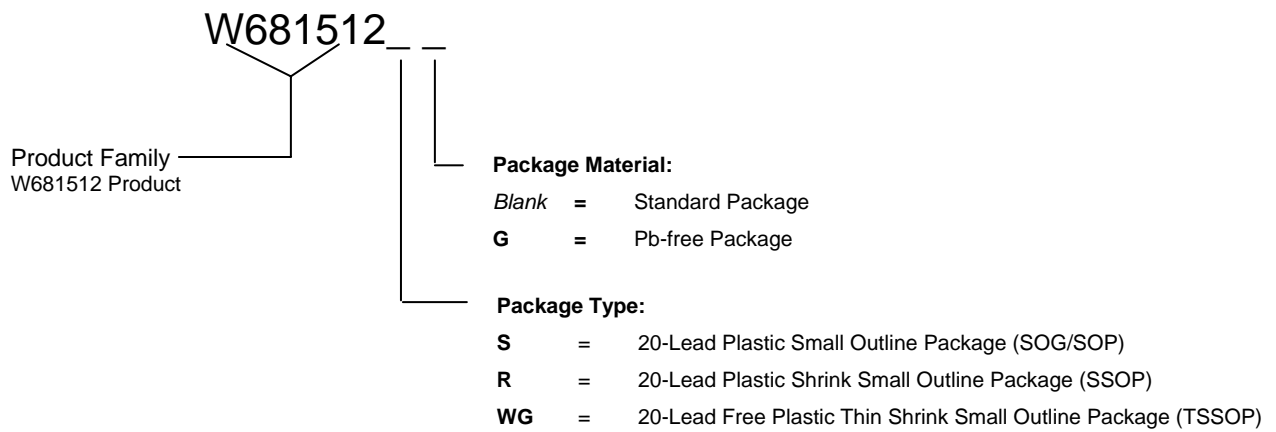 W681512_ _
Product Family
W681512 Product
Package Material:
Blank = Standard Package
G = Pb-free Package
Package Type:
S = 20-Lead Plastic Small Outline Package (SOG/SOP)
R = 20-Lead Plastic Shrink Small Outline Package (SSOP)
WG = 20-Lead Free Plastic Thin Shrink Small Outline Package (TSSOP)